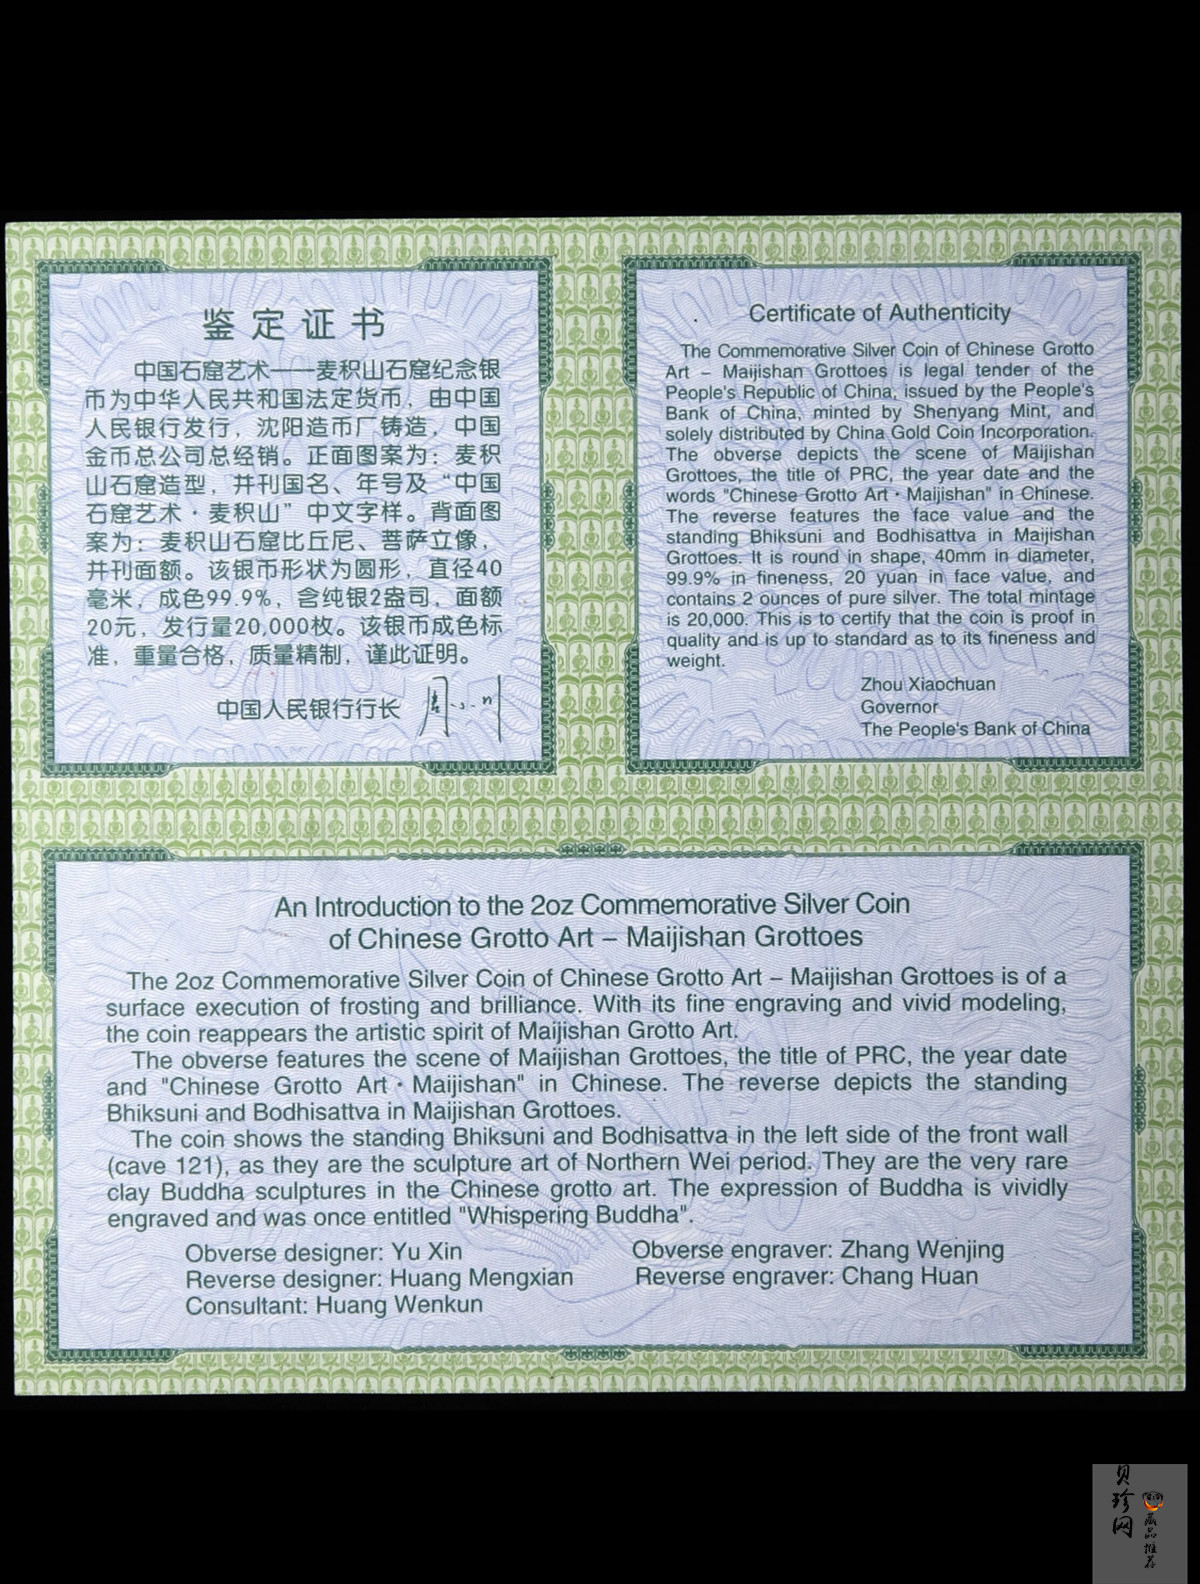 鉴定证书
中国石窟艺术——麦积山石窟纪念银
币为中华人民共和国法定货币，由中国
人民银行发行，沈阳造币厂铸造，中国
金币总公司总经销。正面图案为：麦积
山石窟造型，并刊国名、年号及“中国
石窟艺术·麦积山”中文字样。背面图
案为：麦积山石窟比丘尼、菩萨立像，
并刊面额。该银币形状为圆形，直径40
毫米，成色99.9%，含纯银2盎司，面额
20元，发行量20,000枚。该银币成色标
准，重量合格，质量精制，谨此证明。
中国人民银行行长 周小川
Certificate of Authenticity
The Commemorative Silver Coin of Chinese Grotto
Art – Maijishan Grottoes is legal tender of the
People's Republic of China, issued by the People's
Bank of China, minted by Shenyang Mint, and
solely distributed by China Gold Coin Incorporation.
The obverse depicts the scene of Maijishan
Grottoes, the title of PRC, the year date and the
words "Chinese Grotto Art·Maijishan" in Chinese.
The reverse features the face value and the
standing Bhiksuni and Bodhisattva in Maijishan
Grottoes. It is round in shape, 40mm in diameter,
99.9% in fineness, 20 yuan in face value, and
contains 2 ounces of pure silver. The total mintage
is 20,000. This is to certify that the coin is proof in
quality and is up to standard as to its fineness and
weight.
Zhou Xiaochuan
Governor
The People's Bank of China
An Introduction to the 2oz Commemorative Silver Coin
of Chinese Grotto Art – Maijishan Grottoes
The 2oz Commemorative Silver Coin of Chinese Grotto Art – Maijishan Grottoes is of a
surface execution of frosting and brilliance. With its fine engraving and vivid modeling,
the coin reappears the artistic spirit of Maijishan Grotto Art.
The obverse features the scene of Maijishan Grottoes, the title of PRC, the year date
and "Chinese Grotto Art·Maijishan" in Chinese. The reverse depicts the standing
Bhiksuni and Bodhisattva in Maijishan Grottoes.
The coin shows the standing Bhiksuni and Bodhisattva in the left side of the front wall
(cave 121), as they are the sculpture art of Northern Wei period. They are the very rare
clay Buddha sculptures in the Chinese grotto art. The expression of Buddha is vividly
engraved and was once entitled "Whispering Buddha".
Obverse designer: Yu Xin
Obverse engraver: Zhang Wenjing
Reverse designer: Huang Mengxian
Reverse engraver: Chang Huan
Consultant: Huang Wenkun
贝珍网
藏品推荐